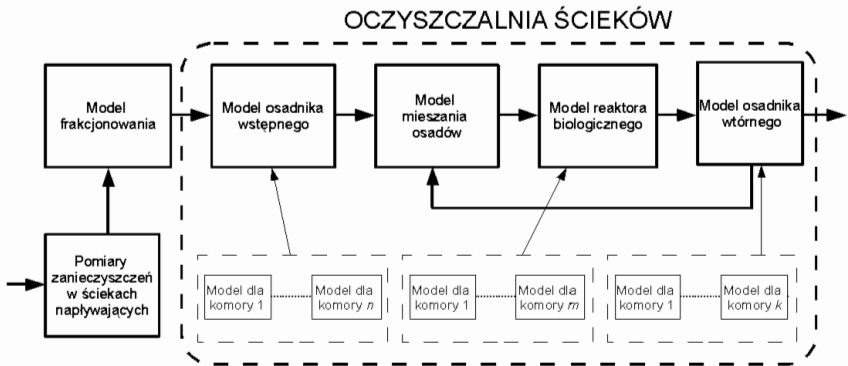 OCZYSZCZALNIA ŚCIEKÓW
Model
frakcjonowania
Model osadnika
wstępnego
Model
mieszania
osadów
Model reaktora
biologicznego
Model osadnika
wtórnego
Pomiary
zanieczyszczeń
w ściekach
napływających
Model dla
komory 1
Model dla
komory n
Model dla
komory 1
Model dla
komory m
Model dla
komory 1
Model dla
komory k